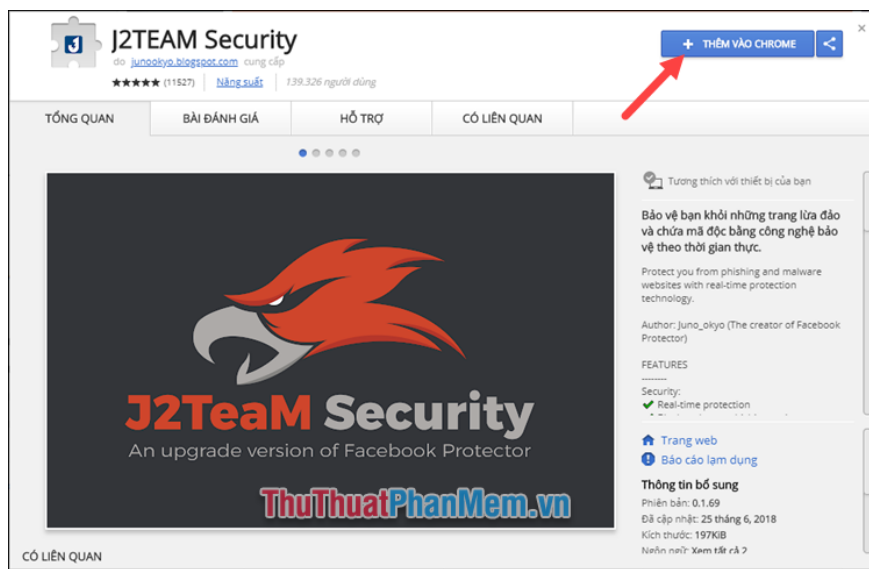 J2TEAM Security
do junookyo.blogspot.com cung cấp
★★★★★ (11527) Năng suất 139.326 người dùng
+ THÊM VÀO CHROME
TỔNG QUAN
BÀI ĐÁNH GIÁ
HỖ TRỢ
CÓ LIÊN QUAN
J2TeaM Security
An upgrade version of Facebook Protector
ThuThuatPhanMem.vn
Tương thích với thiết bị của bạn
Bảo vệ bạn khỏi những trang lừa đảo
và chứa mã độc bằng công nghệ bảo
vệ theo thời gian thực.
Protect you from phishing and malware
websites with real-time protection
technology.
Author: Juno_okyo (The creator of Facebook
Protector)
FEATURES
--------
Security:
✔ Real-time protection
Trang web
Báo cáo lạm dụng
Thông tin bổ sung
Phiên bản: 0.1.69
Đã cập nhật: 25 tháng 6, 2018
Kích thước: 197KiB
Ngôn ngữ: Xem tất cả 2
CÓ LIÊN QUAN